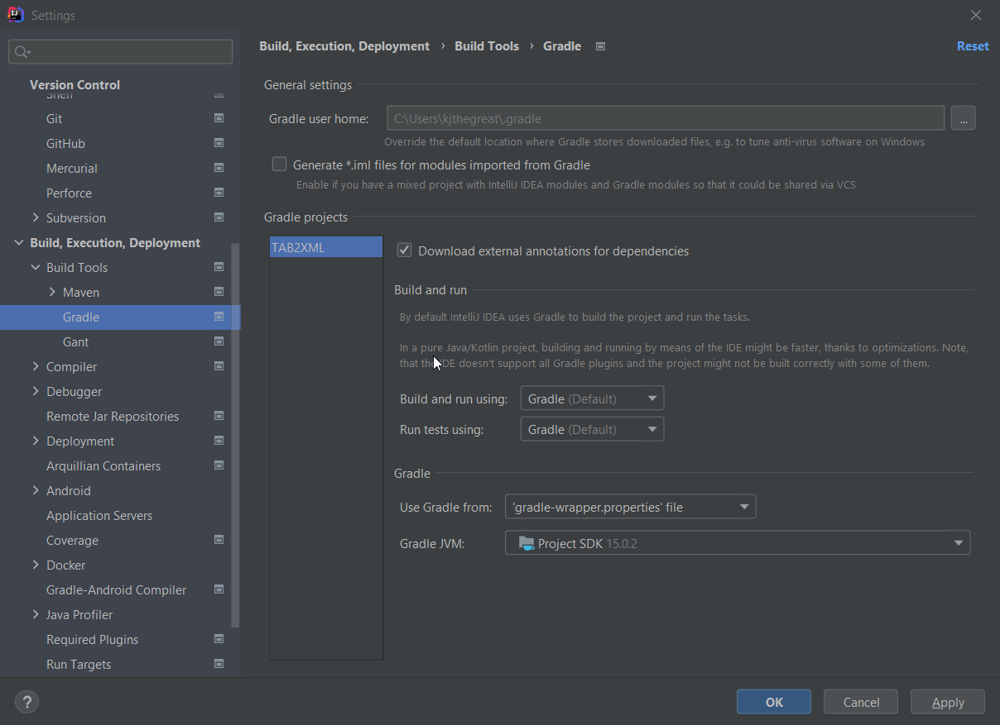 Settings
Version Control
Shelf
Git
GitHub
Mercurial
Perforce
Subversion
Build, Execution, Deployment
Build Tools
Maven
Gradle
Gant
Compiler
Debugger
Remote Jar Repositories
Deployment
Arquillian Containers
Android
Application Servers
Coverage
Docker
Gradle-Android Compiler
Java Profiler
Required Plugins
Run Targets
Build, Execution, Deployment › Build Tools › Gradle
Reset
General settings
Gradle user home: C:\Users\kjthegreat\.gradle ...
Override the default location where Gradle stores downloaded files, e.g. to tune anti-virus software on Windows
Generate *.iml files for modules imported from Gradle
Enable if you have a mixed project with IntelliJ IDEA modules and Gradle modules so that it could be shared via VCS
Gradle projects
TAB2XML
Download external annotations for dependencies
Build and run
By default IntelliJ IDEA uses Gradle to build the project and run the tasks.
In a pure Java/Kotlin project, building and running by means of the IDE might be faster, thanks to optimizations. Note,
that the IDE doesn't support all Gradle plugins and the project might not be built correctly with some of them.
Build and run using: Gradle (Default)
Run tests using: Gradle (Default)
Gradle
Use Gradle from: 'gradle-wrapper.properties' file
Gradle JVM: Project SDK 15.0.2
?
OK
Cancel
Apply